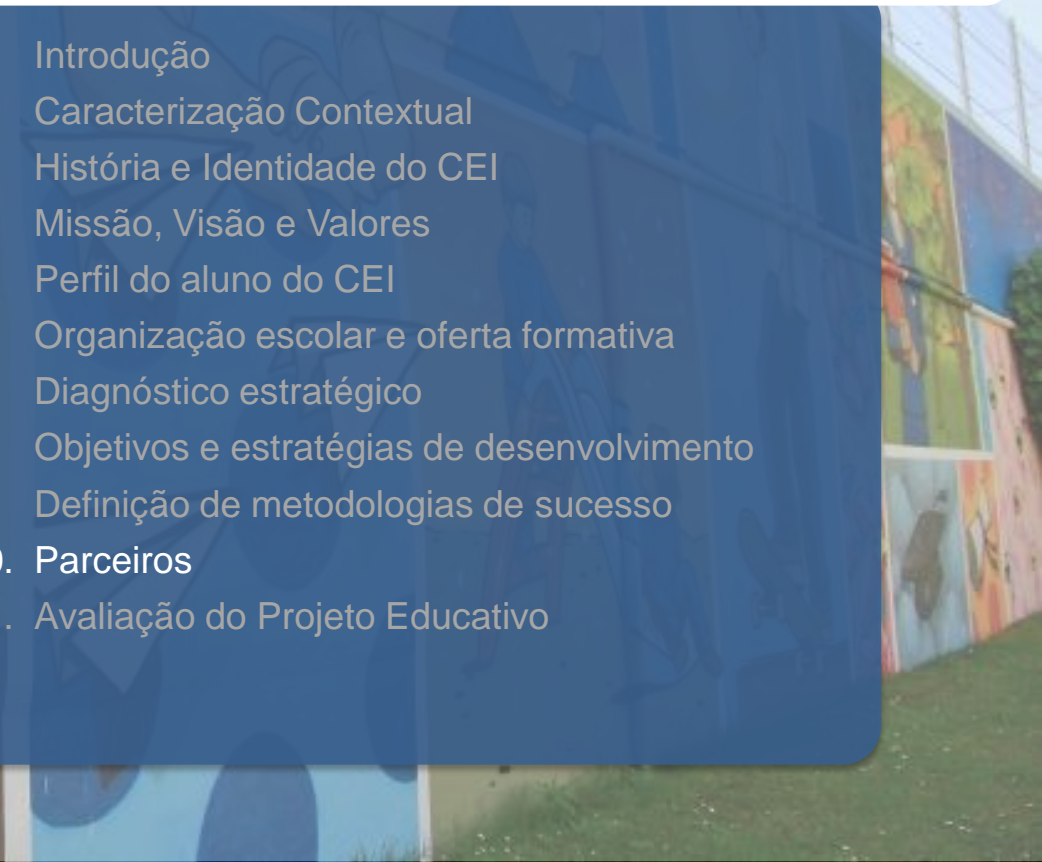 Introdução
Caracterização Contextual
História e Identidade do CEI
Missão, Visão e Valores
Perfil do aluno do CEI
Organização escolar e oferta formativa
Diagnóstico estratégico
Objetivos e estratégias de desenvolvimento
Definição de metodologias de sucesso
. Parceiros
. Avaliação do Projeto Educativo